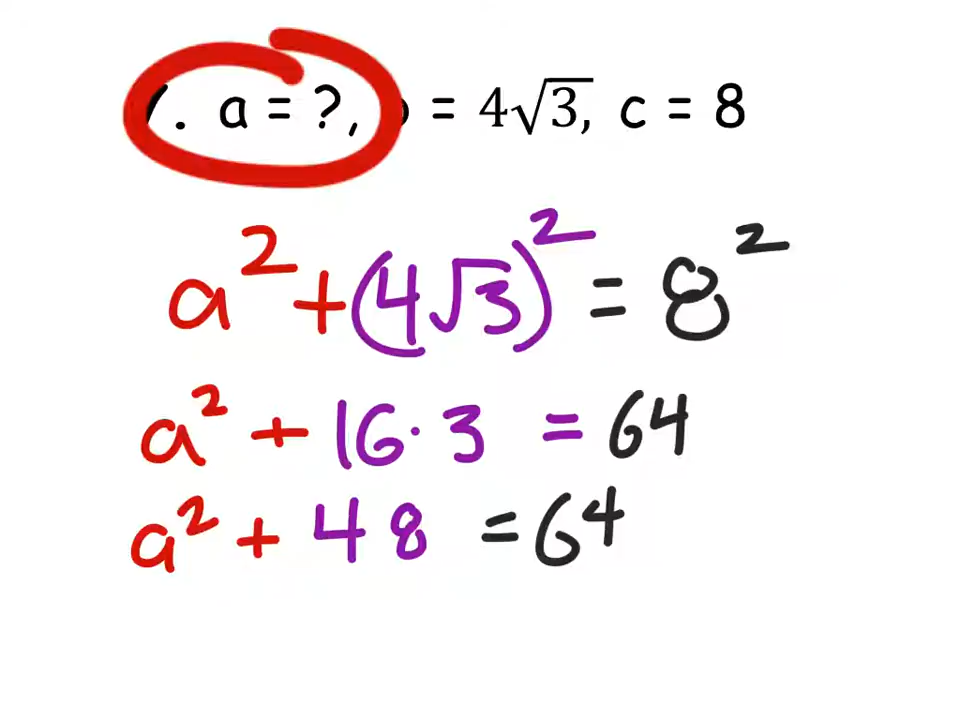 . a = ?, = 4√3, c = 8
a² + (4√3)² = 8²
a² + 16·3 = 64
a² + 48 = 64